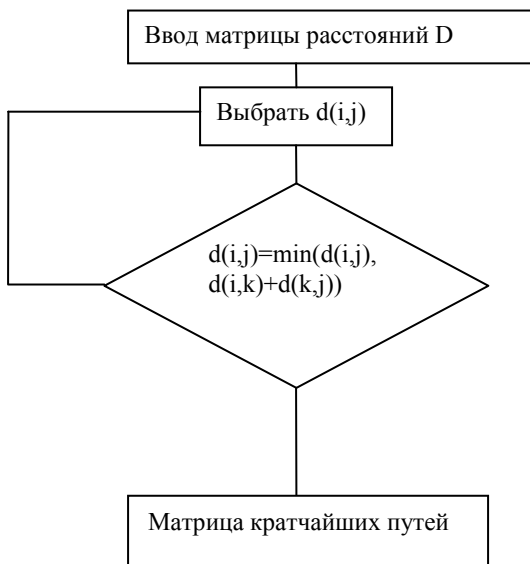 Ввод матрицы расстояний D
Выбрать d(i,j)
d(i,j)=min(d(i,j),
d(i,k)+d(k,j))
Матрица кратчайших путей